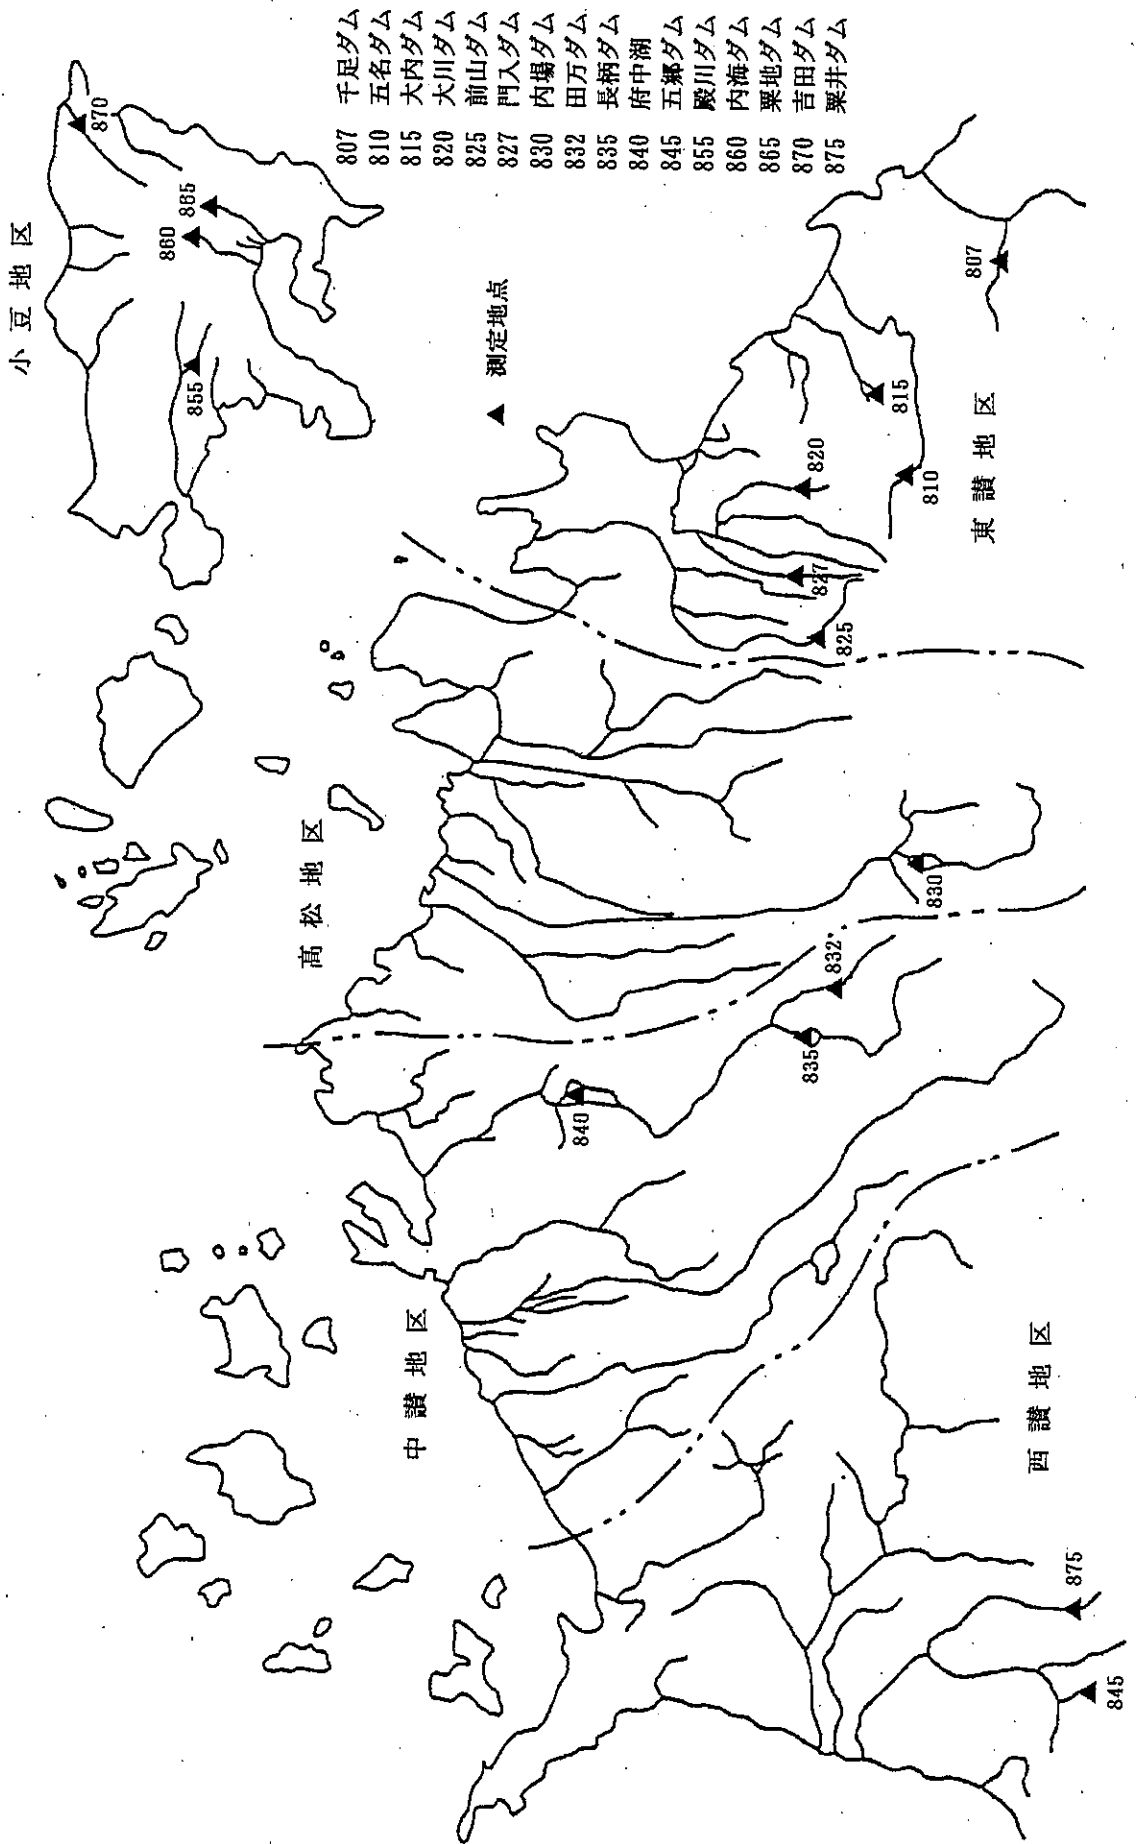 小豆地区
870
865
860
855
807 千足ダム
810 五名ダム
815 大内ダム
820 大川ダム
825 前山ダム
827 門入ダム
830 内場ダム
832 田万ダム
835 長柄ダム
840 府中湖
845 五郷ダム
855 殿川ダム
860 内海ダム
865 粟地ダム
870 吉田ダム
875 粟井ダム
▲ 測定地点
高松地区
中讃地区
西讃地区
東讃地区
807
815
820
810
827
825
830
832
835
840
875
845